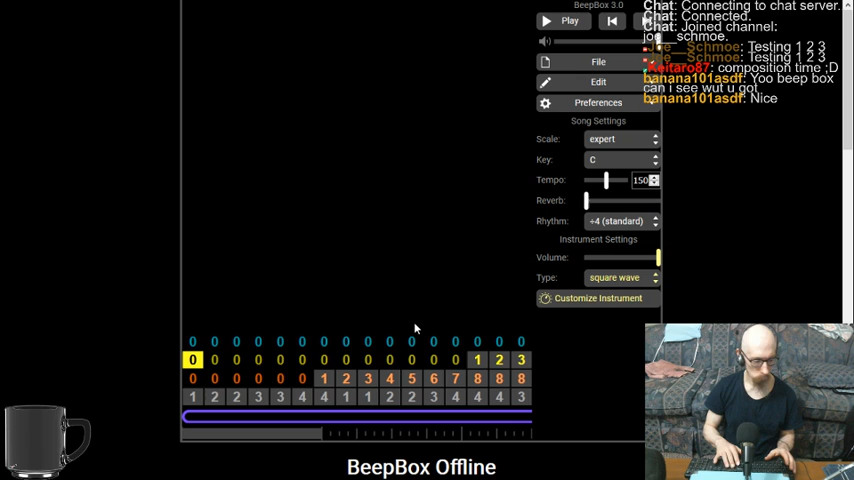 BeepBox 3.0
Play
File
Edit
Preferences
Song Settings
Scale: expert
Key: C
Tempo: 150
Reverb:
Rhythm: ÷4 (standard)
Instrument Settings
Volume:
Type: square wave
Customize Instrument
Chat: Connecting to chat server.
Chat: Connected.
Chat: Joined channel:
joe__schmoe.
Joe__Schmoe: Testing 1 2 3
Joe__Schmoe: Testing 1 2 3
Keitaro87: composition time ;D
banana101asdf: Yoo beep box
can i see wut u got
banana101asdf: Nice
0 0 0 0 0 0 0 0 0 0 0 0 0 0 0 0
0 0 0 0 0 0 0 0 0 0 0 0 0 1 2 3
0 0 0 0 0 0 1 2 3 4 5 6 7 8 8 8
1 2 2 3 3 4 4 1 1 2 2 3 4 4 4 3
BeepBox Offline